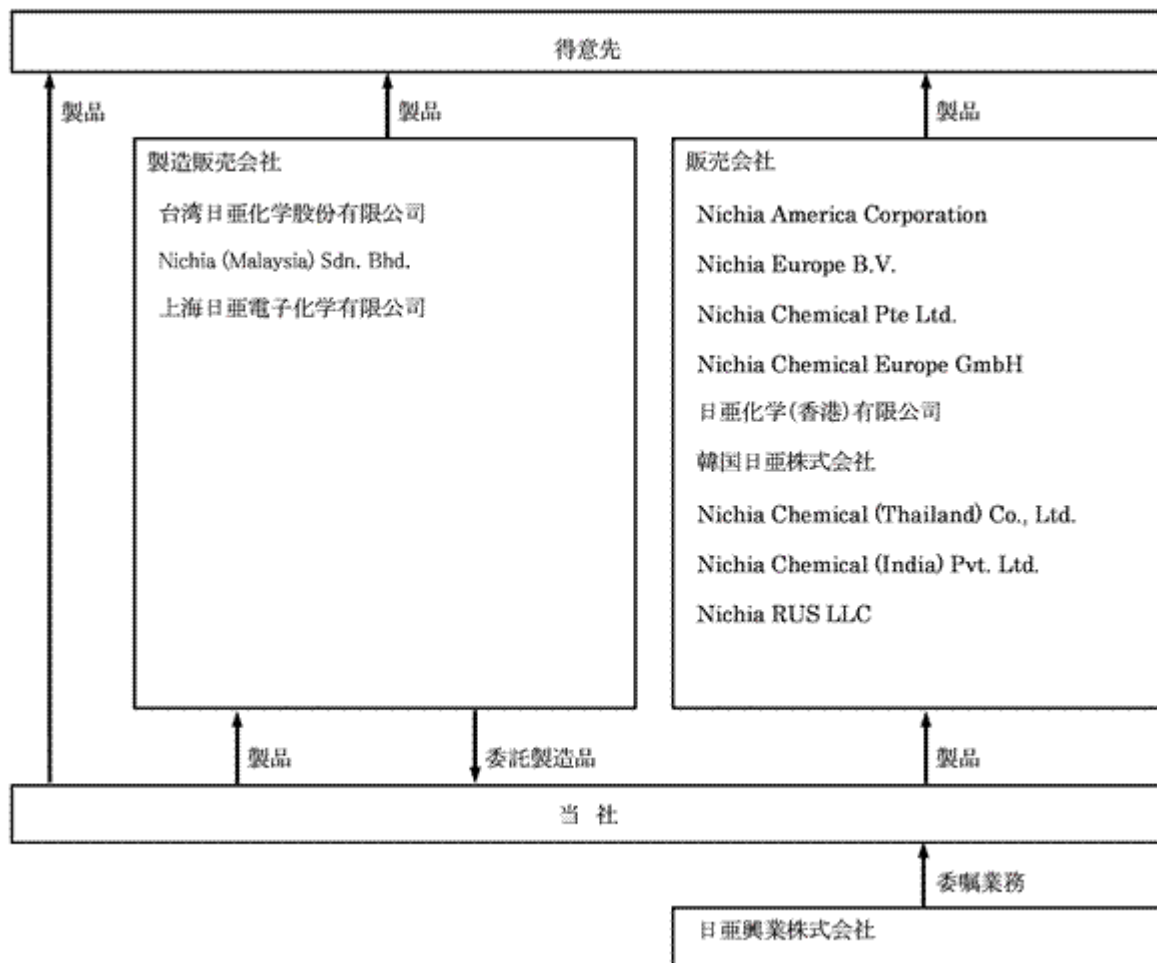 得意先
製品
製品
製品
製造販売会社
台湾日亜化学股份有限公司
Nichia (Malaysia) Sdn. Bhd.
上海日亜電子化学有限公司
販売会社
Nichia America Corporation
Nichia Europe B.V.
Nichia Chemical Pte Ltd.
Nichia Chemical Europe GmbH
日亜化学(香港)有限公司
韓国日亜株式会社
Nichia Chemical (Thailand) Co., Ltd.
Nichia Chemical (India) Pvt. Ltd.
Nichia RUS LLC
製品
委託製造品
製品
当 社
委嘱業務
日亜興業株式会社